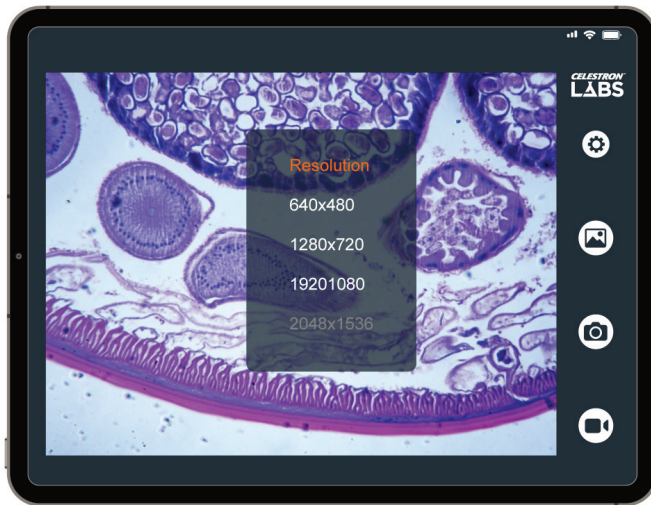 CELESTRON
LABS
Resolution
640x480
1280x720
19201080
2048x1536